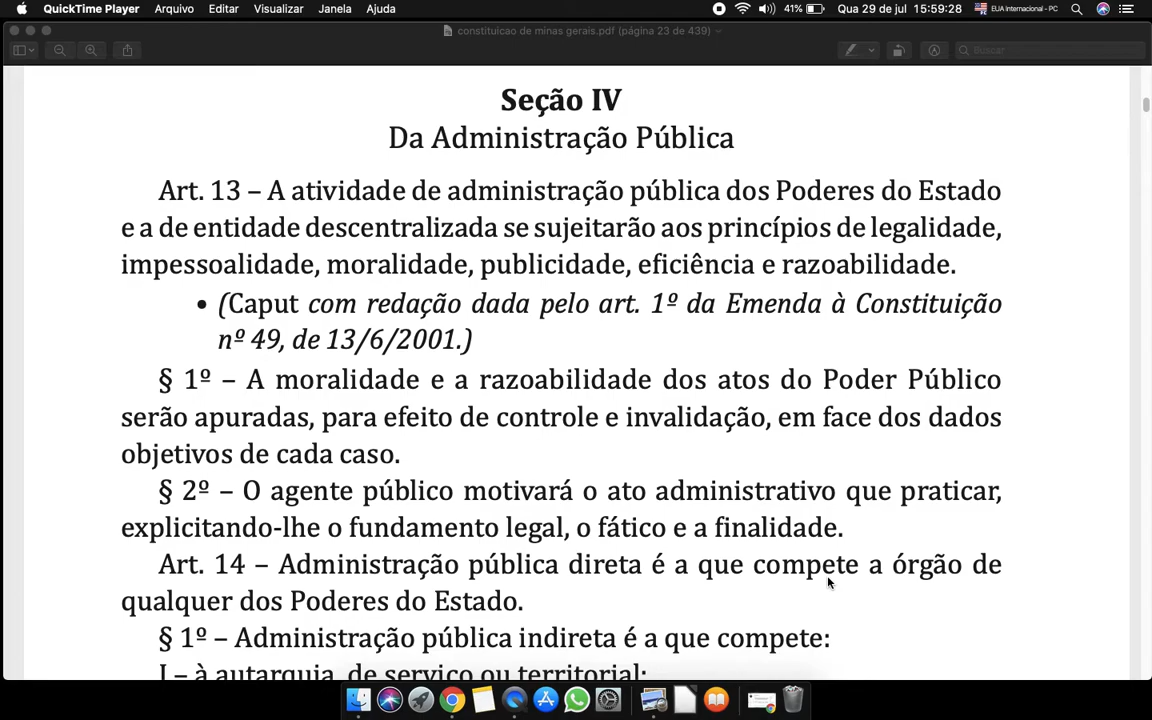 QuickTime Player Arquivo Editar Visualizar Janela Ajuda 41% Qua 29 de jul 15:59:28 EUA Internacional - PC
constituicao de minas gerais.pdf (página 23 de 439)
Buscar
Seção IV
Da Administração Pública
Art. 13 – A atividade de administração pública dos Poderes do Estado
e a de entidade descentralizada se sujeitarão aos princípios de legalidade,
impessoalidade, moralidade, publicidade, eficiência e razoabilidade.
• (Caput com redação dada pelo art. 1º da Emenda à Constituição
nº 49, de 13/6/2001.)
§ 1º – A moralidade e a razoabilidade dos atos do Poder Público
serão apuradas, para efeito de controle e invalidação, em face dos dados
objetivos de cada caso.
§ 2º – O agente público motivará o ato administrativo que praticar,
explicitando-lhe o fundamento legal, o fático e a finalidade.
Art. 14 – Administração pública direta é a que compete a órgão de
qualquer dos Poderes do Estado.
§ 1º – Administração pública indireta é a que compete:
I – à autarquia, de serviço ou territorial;